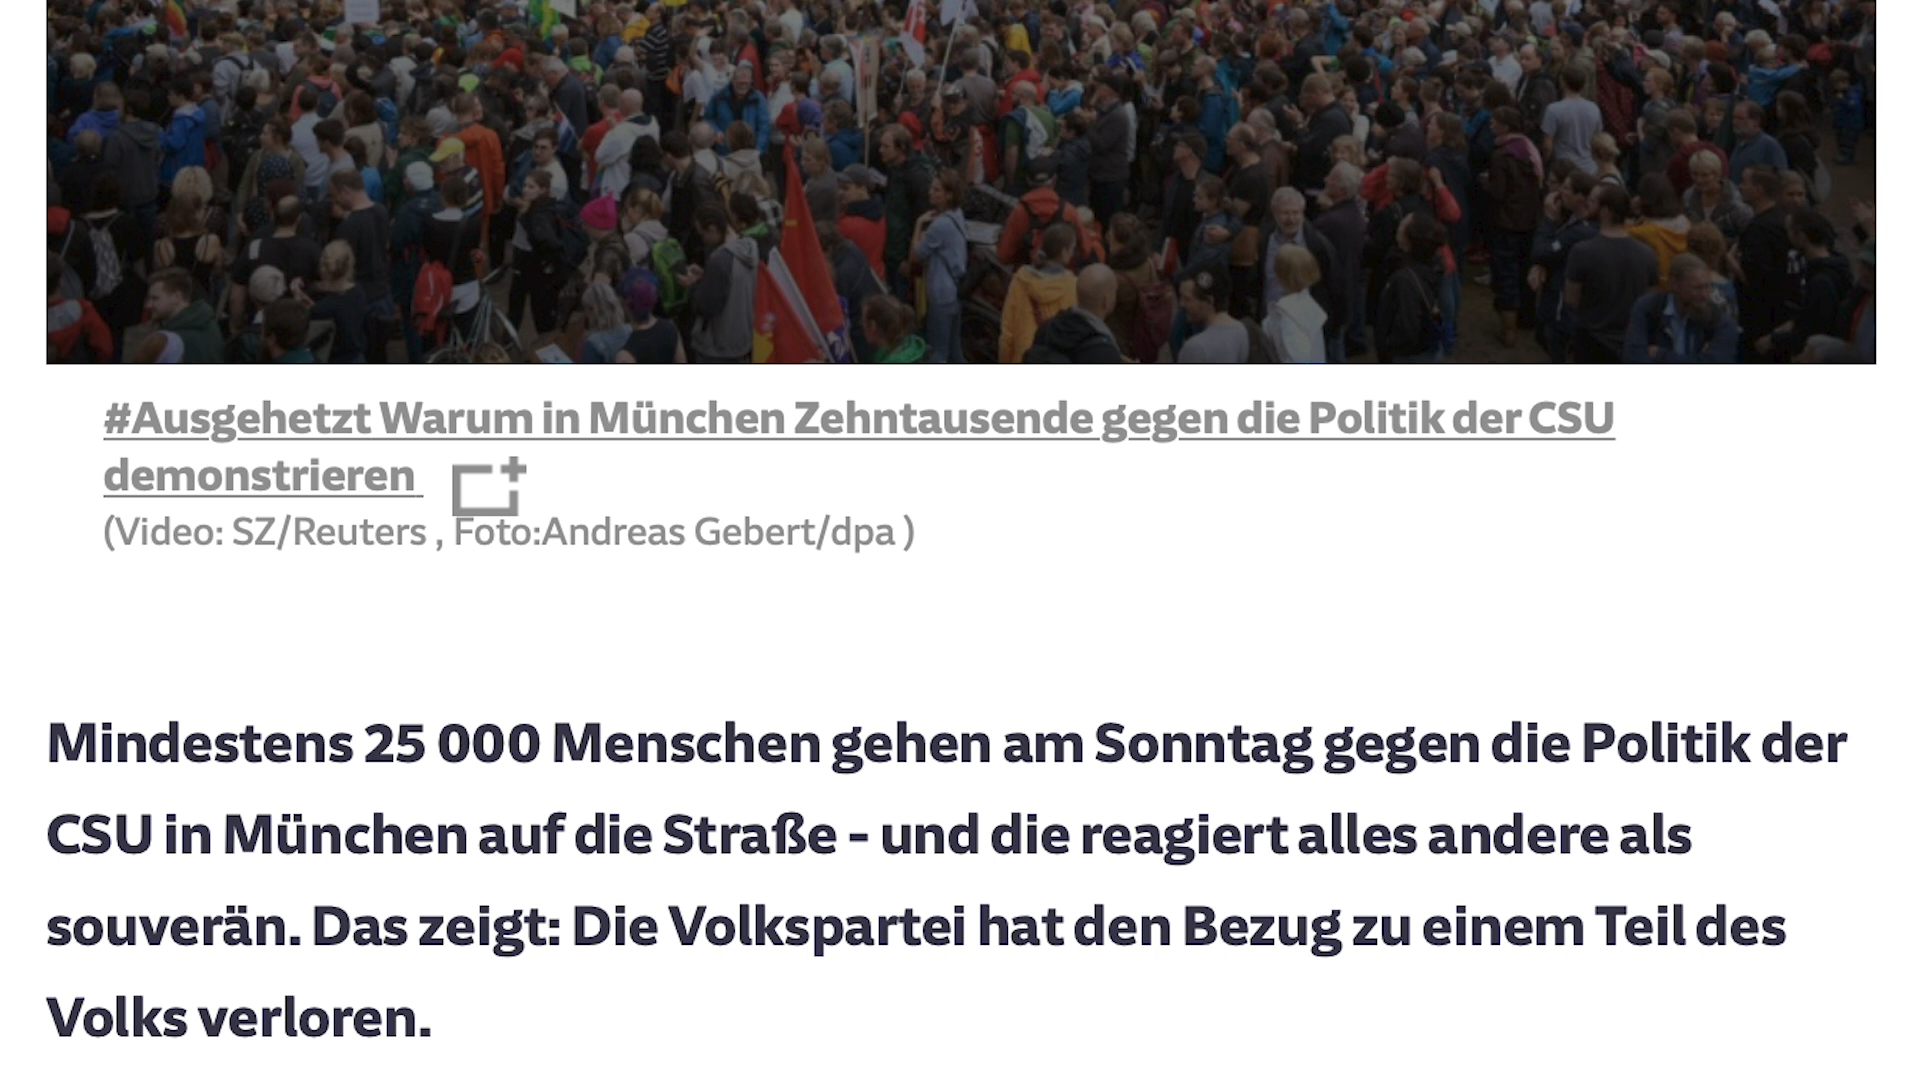 #Ausgehetzt Warum in München Zehntausende gegen die Politik der CSU
demonstrieren
(Video: SZ/Reuters , Foto:Andreas Gebert/dpa )
Mindestens 25 000 Menschen gehen am Sonntag gegen die Politik der
CSU in München auf die Straße - und die reagiert alles andere als
souverän. Das zeigt: Die Volkspartei hat den Bezug zu einem Teil des
Volks verloren.